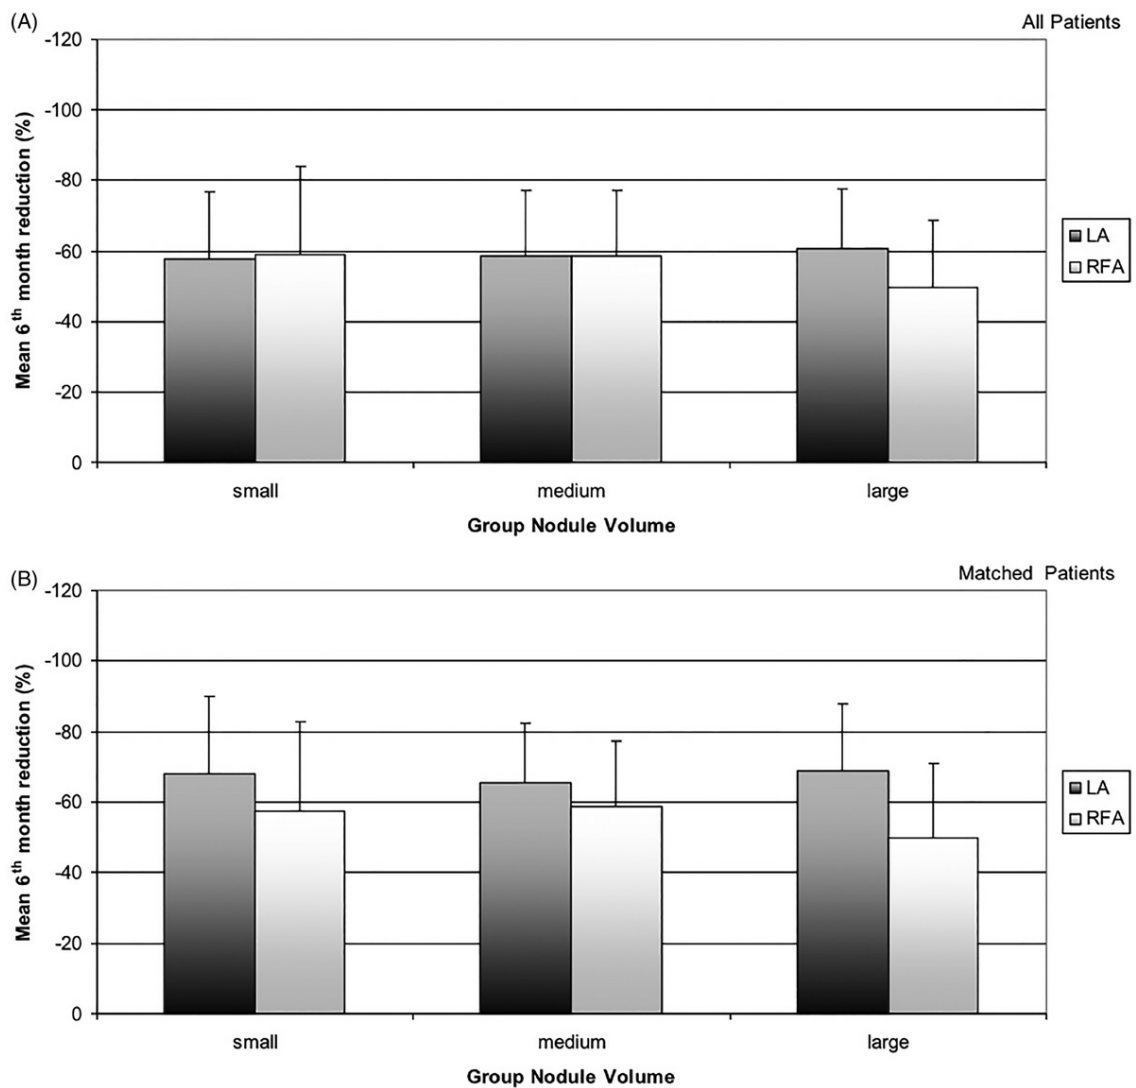 (A)
All Patients
Mean 6th month reduction (%)
-120
-100
-80
-60
-40
-20
0
small medium large
Group Nodule Volume
LA
RFA
(B)
Matched Patients
Mean 6th month reduction (%)
-120
-100
-80
-60
-40
-20
0
small medium large
Group Nodule Volume
LA
RFA